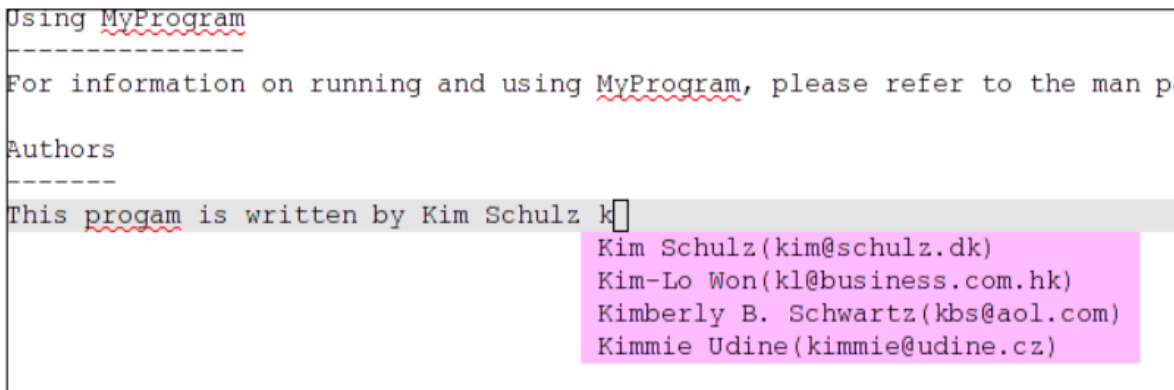 Using MyProgram
---------------
For information on running and using MyProgram, please refer to the man
Authors
-------
This progam is written by Kim Schulz k
Kim Schulz(kim@schulz.dk)
Kim-Lo Won(kl@business.com.hk)
Kimberly B. Schwartz(kbs@aol.com)
Kimmie Udine(kimmie@udine.cz)